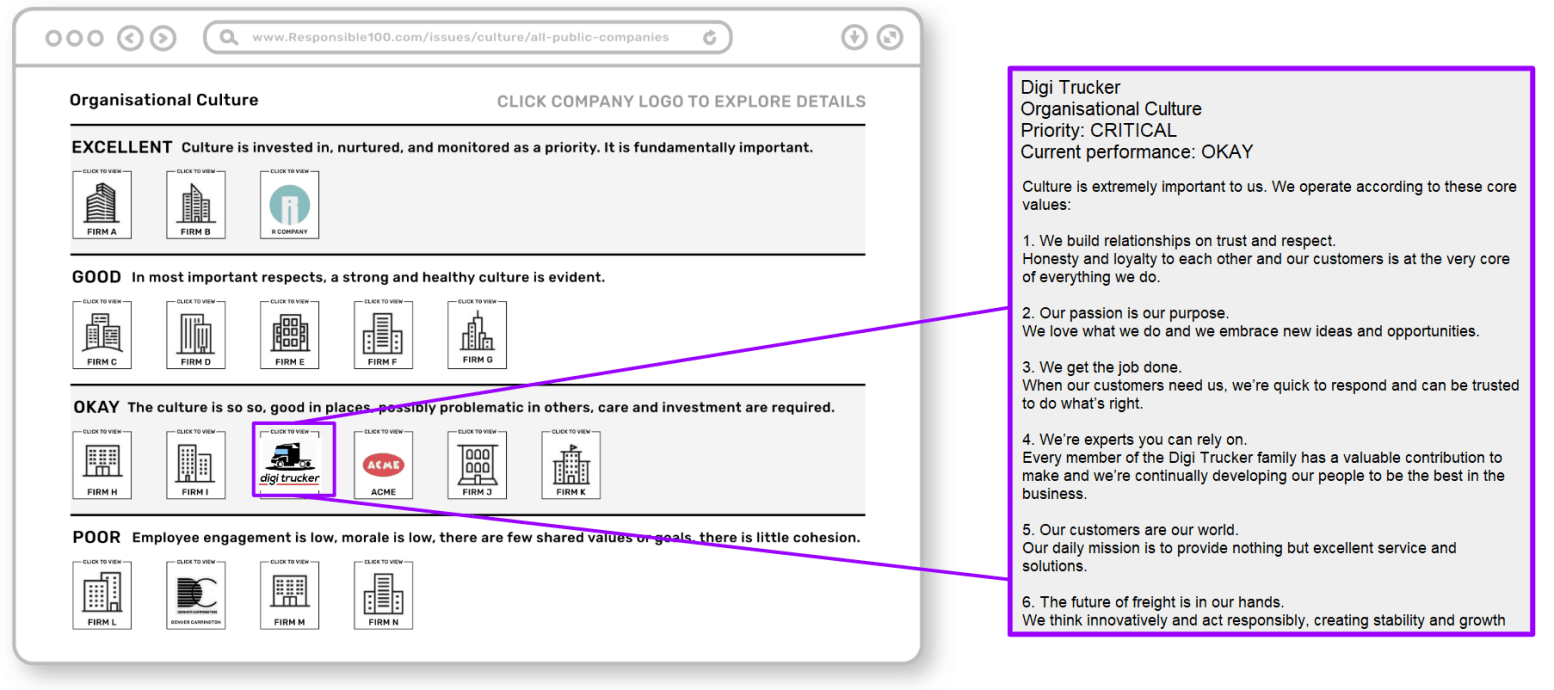 www.Responsible100.com/issues/culture/all-public-companies
Organisational Culture
CLICK COMPANY LOGO TO EXPLORE DETAILS
EXCELLENT Culture is invested in, nurtured, and monitored as a priority. It is fundamentally important.
CLICK TO VIEW CLICK TO VIEW CLICK TO VIEW
R
FIRM A FIRM B R COMPANY
GOOD In most important respects, a strong and healthy culture is evident.
CLICK TO VIEW CLICK TO VIEW CLICK TO VIEW CLICK TO VIEW CLICK TO VIEW
FIRM C FIRM D FIRM E FIRM F FIRM G
OKAY The culture is so so, good in places, possibly problematic in others, care and investment are required.
CLICK TO VIEW CLICK TO VIEW CLICK TO VIEW CLICK TO VIEW CLICK TO VIEW CLICK TO VIEW
ACME
digi trucker
FIRM H FIRM I ACME FIRM J FIRM K
POOR Employee engagement is low, morale is low, there are few shared values or goals, there is little cohesion.
CLICK TO VIEW CLICK TO VIEW CLICK TO VIEW CLICK TO VIEW
DC
DENVER CARRINGTON
FIRM L DENVER CARRINGTON FIRM M FIRM N
Digi Trucker
Organisational Culture
Priority: CRITICAL
Current performance: OKAY
Culture is extremely important to us. We operate according to these core
values:
1. We build relationships on trust and respect.
Honesty and loyalty to each other and our customers is at the very core
of everything we do.
2. Our passion is our purpose.
We love what we do and we embrace new ideas and opportunities.
3. We get the job done.
When our customers need us, we're quick to respond and can be trusted
to do what's right.
4. We're experts you can rely on.
Every member of the Digi Trucker family has a valuable contribution to
make and we're continually developing our people to be the best in the
business.
5. Our customers are our world.
Our daily mission is to provide nothing but excellent service and
solutions.
6. The future of freight is in our hands.
We think innovatively and act responsibly, creating stability and growth